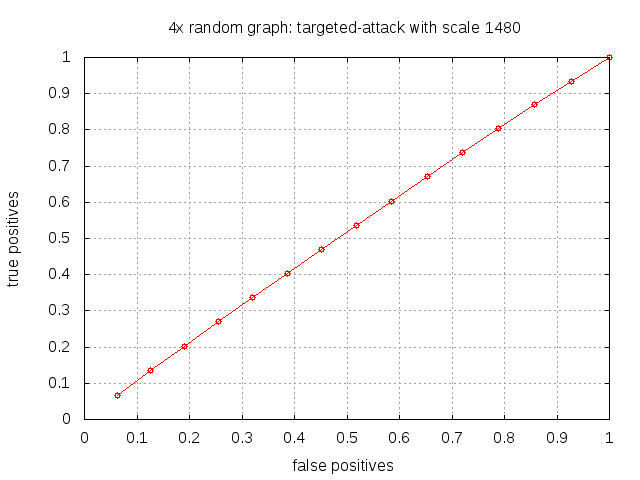 4x random graph: targeted-attack with scale 1480
1
0.9
0.8
0.7
0.6
0.5
0.4
0.3
0.2
0.1
0
true positives
0 0.1 0.2 0.3 0.4 0.5 0.6 0.7 0.8 0.9 1
false positives